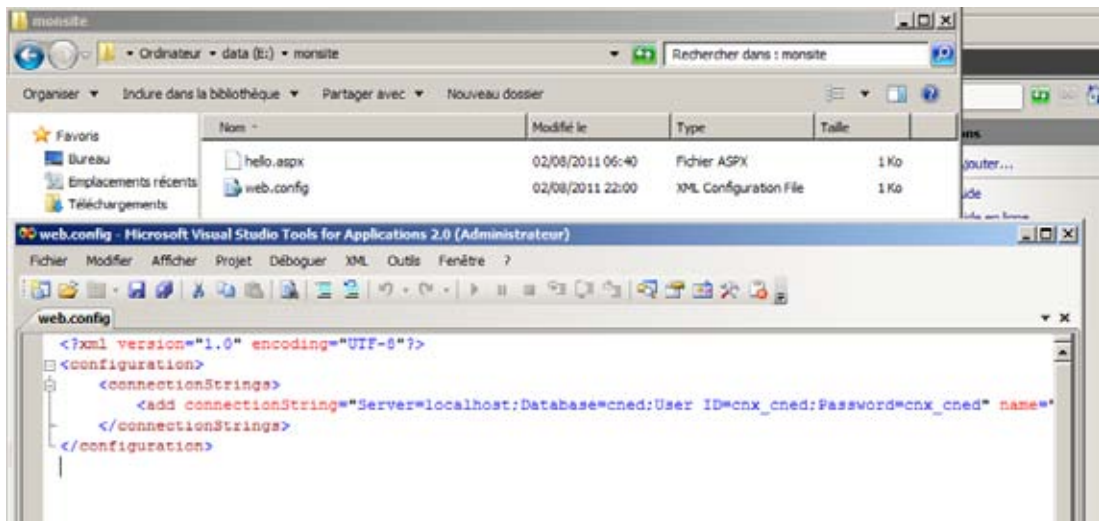 monsite
Ordinateur • data (E:) • monsite
Rechercher dans : monsite
Organiser
Inclure dans la bibliothèque
Partager avec
Nouveau dossier
Favoris
Nom
Modifié le
Type
Taille
Bureau
hello.aspx
02/08/2011 06:40
Fichier ASPX
1 Ko
Emplacements récents
web.config
02/08/2011 22:00
XML Configuration File
1 Ko
Téléchargements
jouter...
web.config - Microsoft Visual Studio Tools for Applications 2.0 (Administrateur)
Fichier Modifier Afficher Projet Déboguer XML Outils Fenêtre ?
web.config
<?xml version="1.0" encoding="UTF-8"?>
<configuration>
<connectionStrings>
<add connectionString="Server=localhost;Database=cned;User ID=cnx_cned;Password=cnx_cned" name="
</connectionStrings>
</configuration>